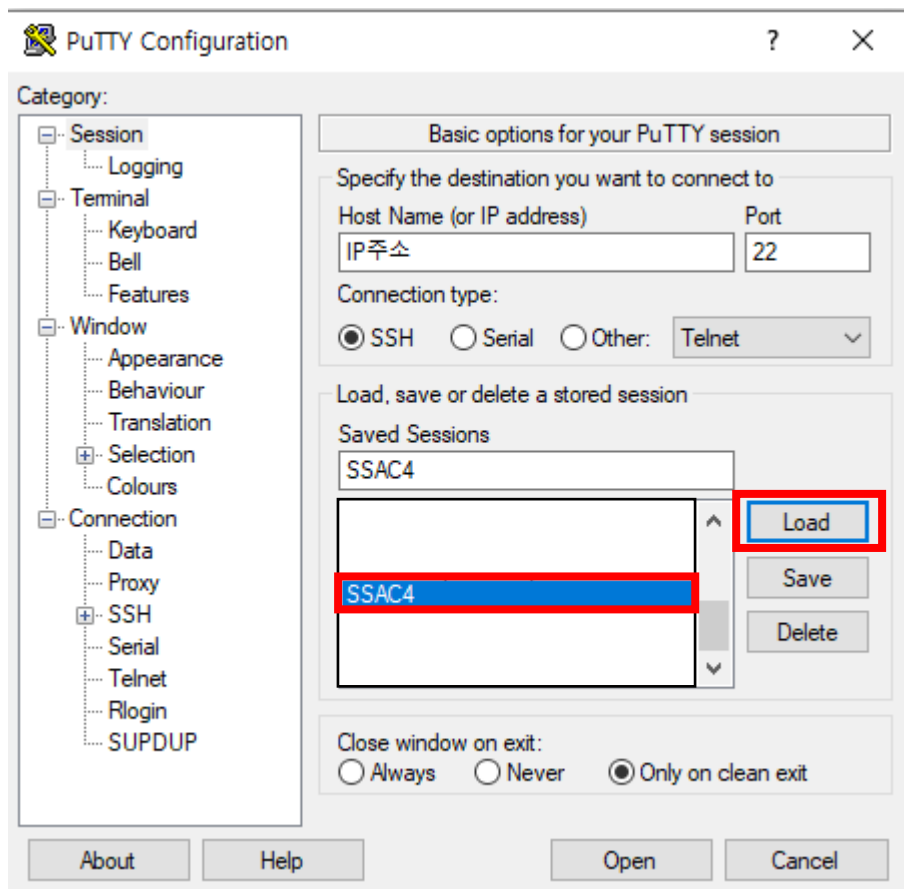 PuTTY Configuration
?
Category:
Session
Logging
Terminal
Keyboard
Bell
Features
Window
Appearance
Behaviour
Translation
Selection
Colours
Connection
Data
Proxy
SSH
Serial
Telnet
Rlogin
SUPDUP
Basic options for your PuTTY session
Specify the destination you want to connect to
Host Name (or IP address) Port
IP주소 22
Connection type:
SSH Serial Other: Telnet
Load, save or delete a stored session
Saved Sessions
SSAC4
Load
SSAC4
Save
Delete
Close window on exit:
Always Never Only on clean exit
About Help Open Cancel